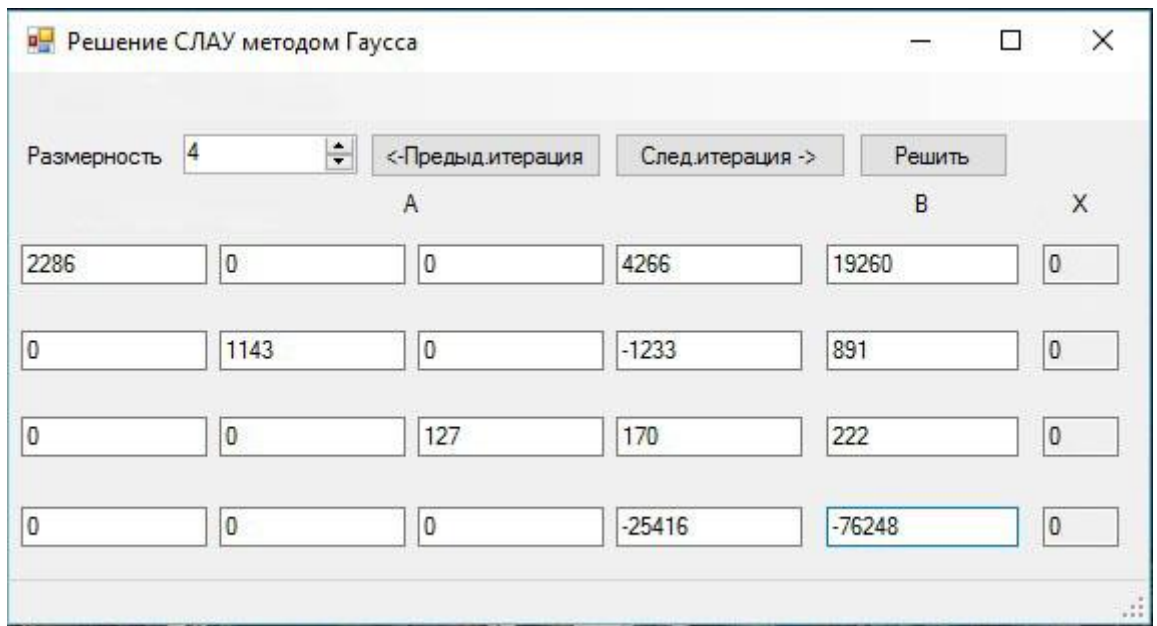 Решение СЛАУ методом Гаусса
Размерность 4 <-Предыд.итерация След.итерация -> Решить
A B X
2286 0 0 4266 19260 0
0 1143 0 -1233 891 0
0 0 127 170 222 0
0 0 0 -25416 -76248 0